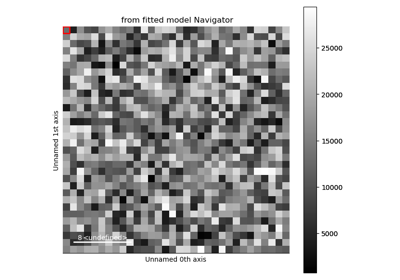 from fitted model Navigator
25000
20000
15000
10000
5000
Unnamed 1st axis
8 <undefined>
Unnamed 0th axis